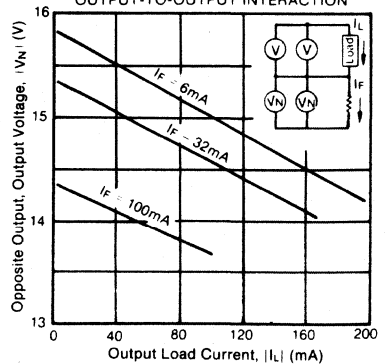 OUTPUT-TO-OUTPUT INTERACTION
Opposite Output, Output Voltage, |VN| (V)
16
15
14
13
IF = 6mA
IF = 32mA
IF = 100mA
V
V
VN
VN
Load
IL
IF
0
40
80
120
160
200
Output Load Current, |IL| (mA)